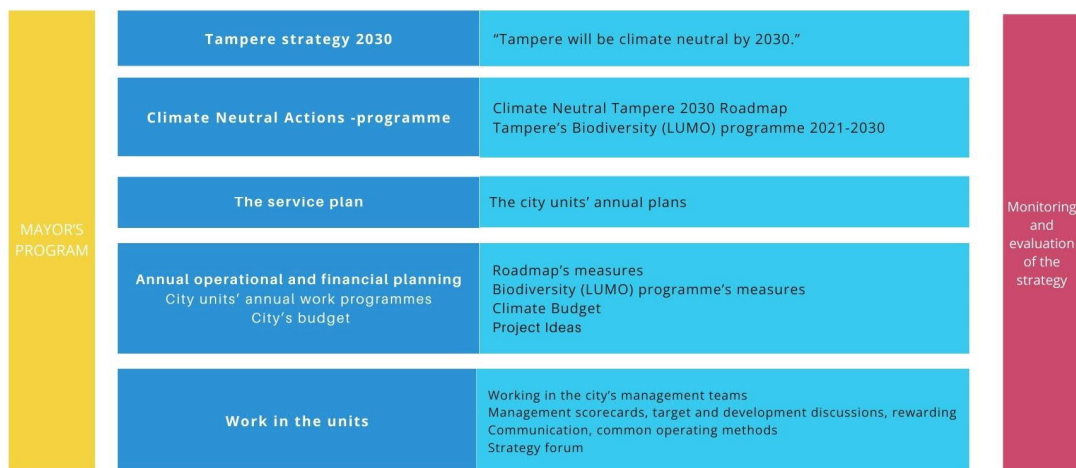 MAYOR'S
PROGRAM
Tampere strategy 2030
"Tampere will be climate neutral by 2030."
Climate Neutral Actions -programme
Climate Neutral Tampere 2030 Roadmap
Tampere's Biodiversity (LUMO) programme 2021-2030
The service plan
The city units' annual plans
Annual operational and financial planning
City units' annual work programmes
City's budget
Roadmap's measures
Biodiversity (LUMO) programme's measures
Climate Budget
Project Ideas
Work in the units
Working in the city's management teams
Management scorecards, target and development discussions, rewarding
Communication, common operating methods
Strategy forum
Monitoring
and
evaluation
of the
strategy